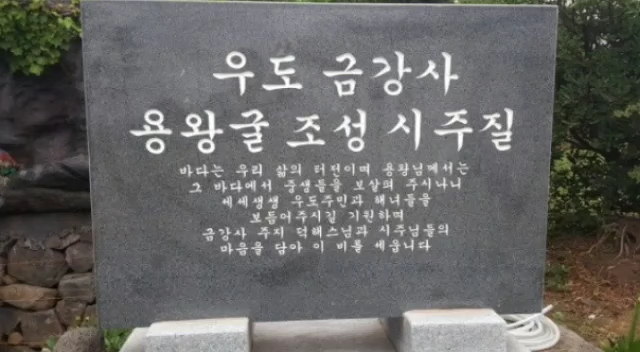 우도 금강사
용왕굴 조성 시주질
바다는 우리 삶의 터전이며 용왕님께서는
그 바다에서 중생들을 보살펴 주시나니
세세생생 우도주민과 해녀들을
보듬어주시길 기원하며
금강사 주지 덕해스님과 시주님들의
마음을 담아 이 비를 세웁니다